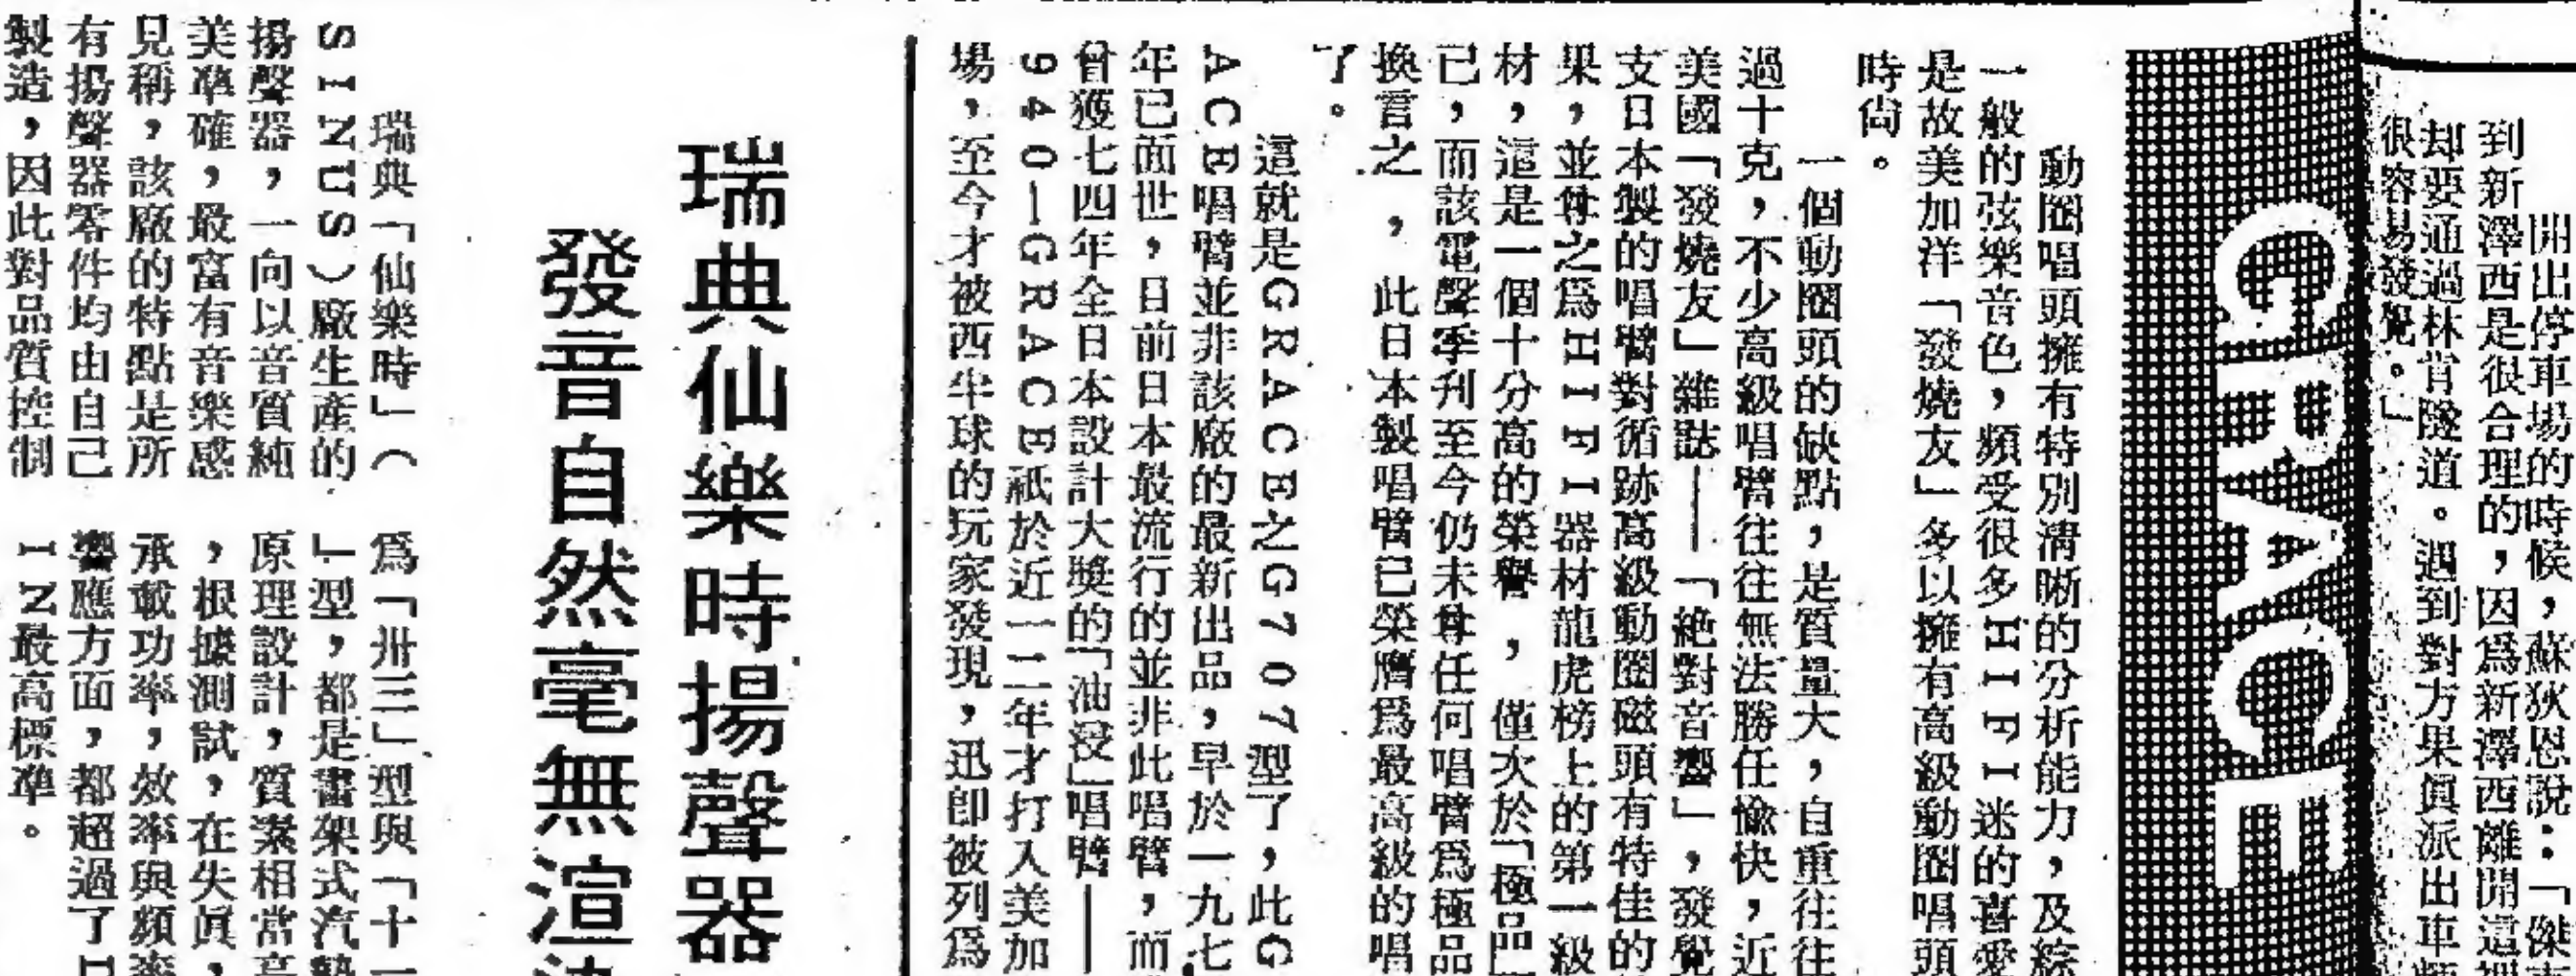 開出停車場的時候，蘇狄恩說：「傑
到新澤西是很合理的，因爲新澤西離開這
却要通過林肯隧道。遇到對方果眞派出車
很容易發覺。」
GRACE
動圈唱頭擁有特別清晰的分析能力，及綜
一般的弦樂音色，頻受很多ＨＩＦＩ迷的喜愛
是故美加洋「發燒友」多以擁有高級動圈唱頭
時尙。
一個動圈頭的缺點，是質量大，自重往往
過十克，不少高級唱臂往往無法勝任愉快，近
美國「發燒友」雜誌——「絕對音響」，發覺
支日本製的唱臂對循跡高級動圈磁頭有特佳的
果，並尊之爲ＨＩＦＩ器材龍虎榜上的第一級
材，這是一個十分高的榮譽，僅次於「極品
已，而該電聲季刋至今仍未尊任何唱臂爲極品
換言之，此日本製唱臂已榮膺爲最高級的唱
了。
這就是ＧＲＡＣＥ之Ｇ７０７型了，此Ｇ
ＡＣＥ唱臂並非該廠的最新出品，早於一九七
年已面世，日前日本最流行的並非此唱臂，而
曾獲七四年全日本設計大獎的「油浸」唱臂——
９４０—ＧＲＡＣＥ祇於近一二年才打入美加
場，至今才被西半球的玩家發現，迅卽被列爲
瑞典仙樂時揚聲器
發音自然毫無渲
瑞典「仙樂時」（
ＳＩＮＵＳ）廠生產的
揚聲器，一向以音質純
美準確，最富有音樂感
見稱，該廠的特點是所
有揚聲器零件均由自己
製造，因此對品質控制
爲「卅三」型與「十
」型，都是書架式汽墊
原理設計，質素相當高
，根據測試，在失眞，
承載功率，效率與頻率
響應方面，都超過了
ＩＮ最高標準。